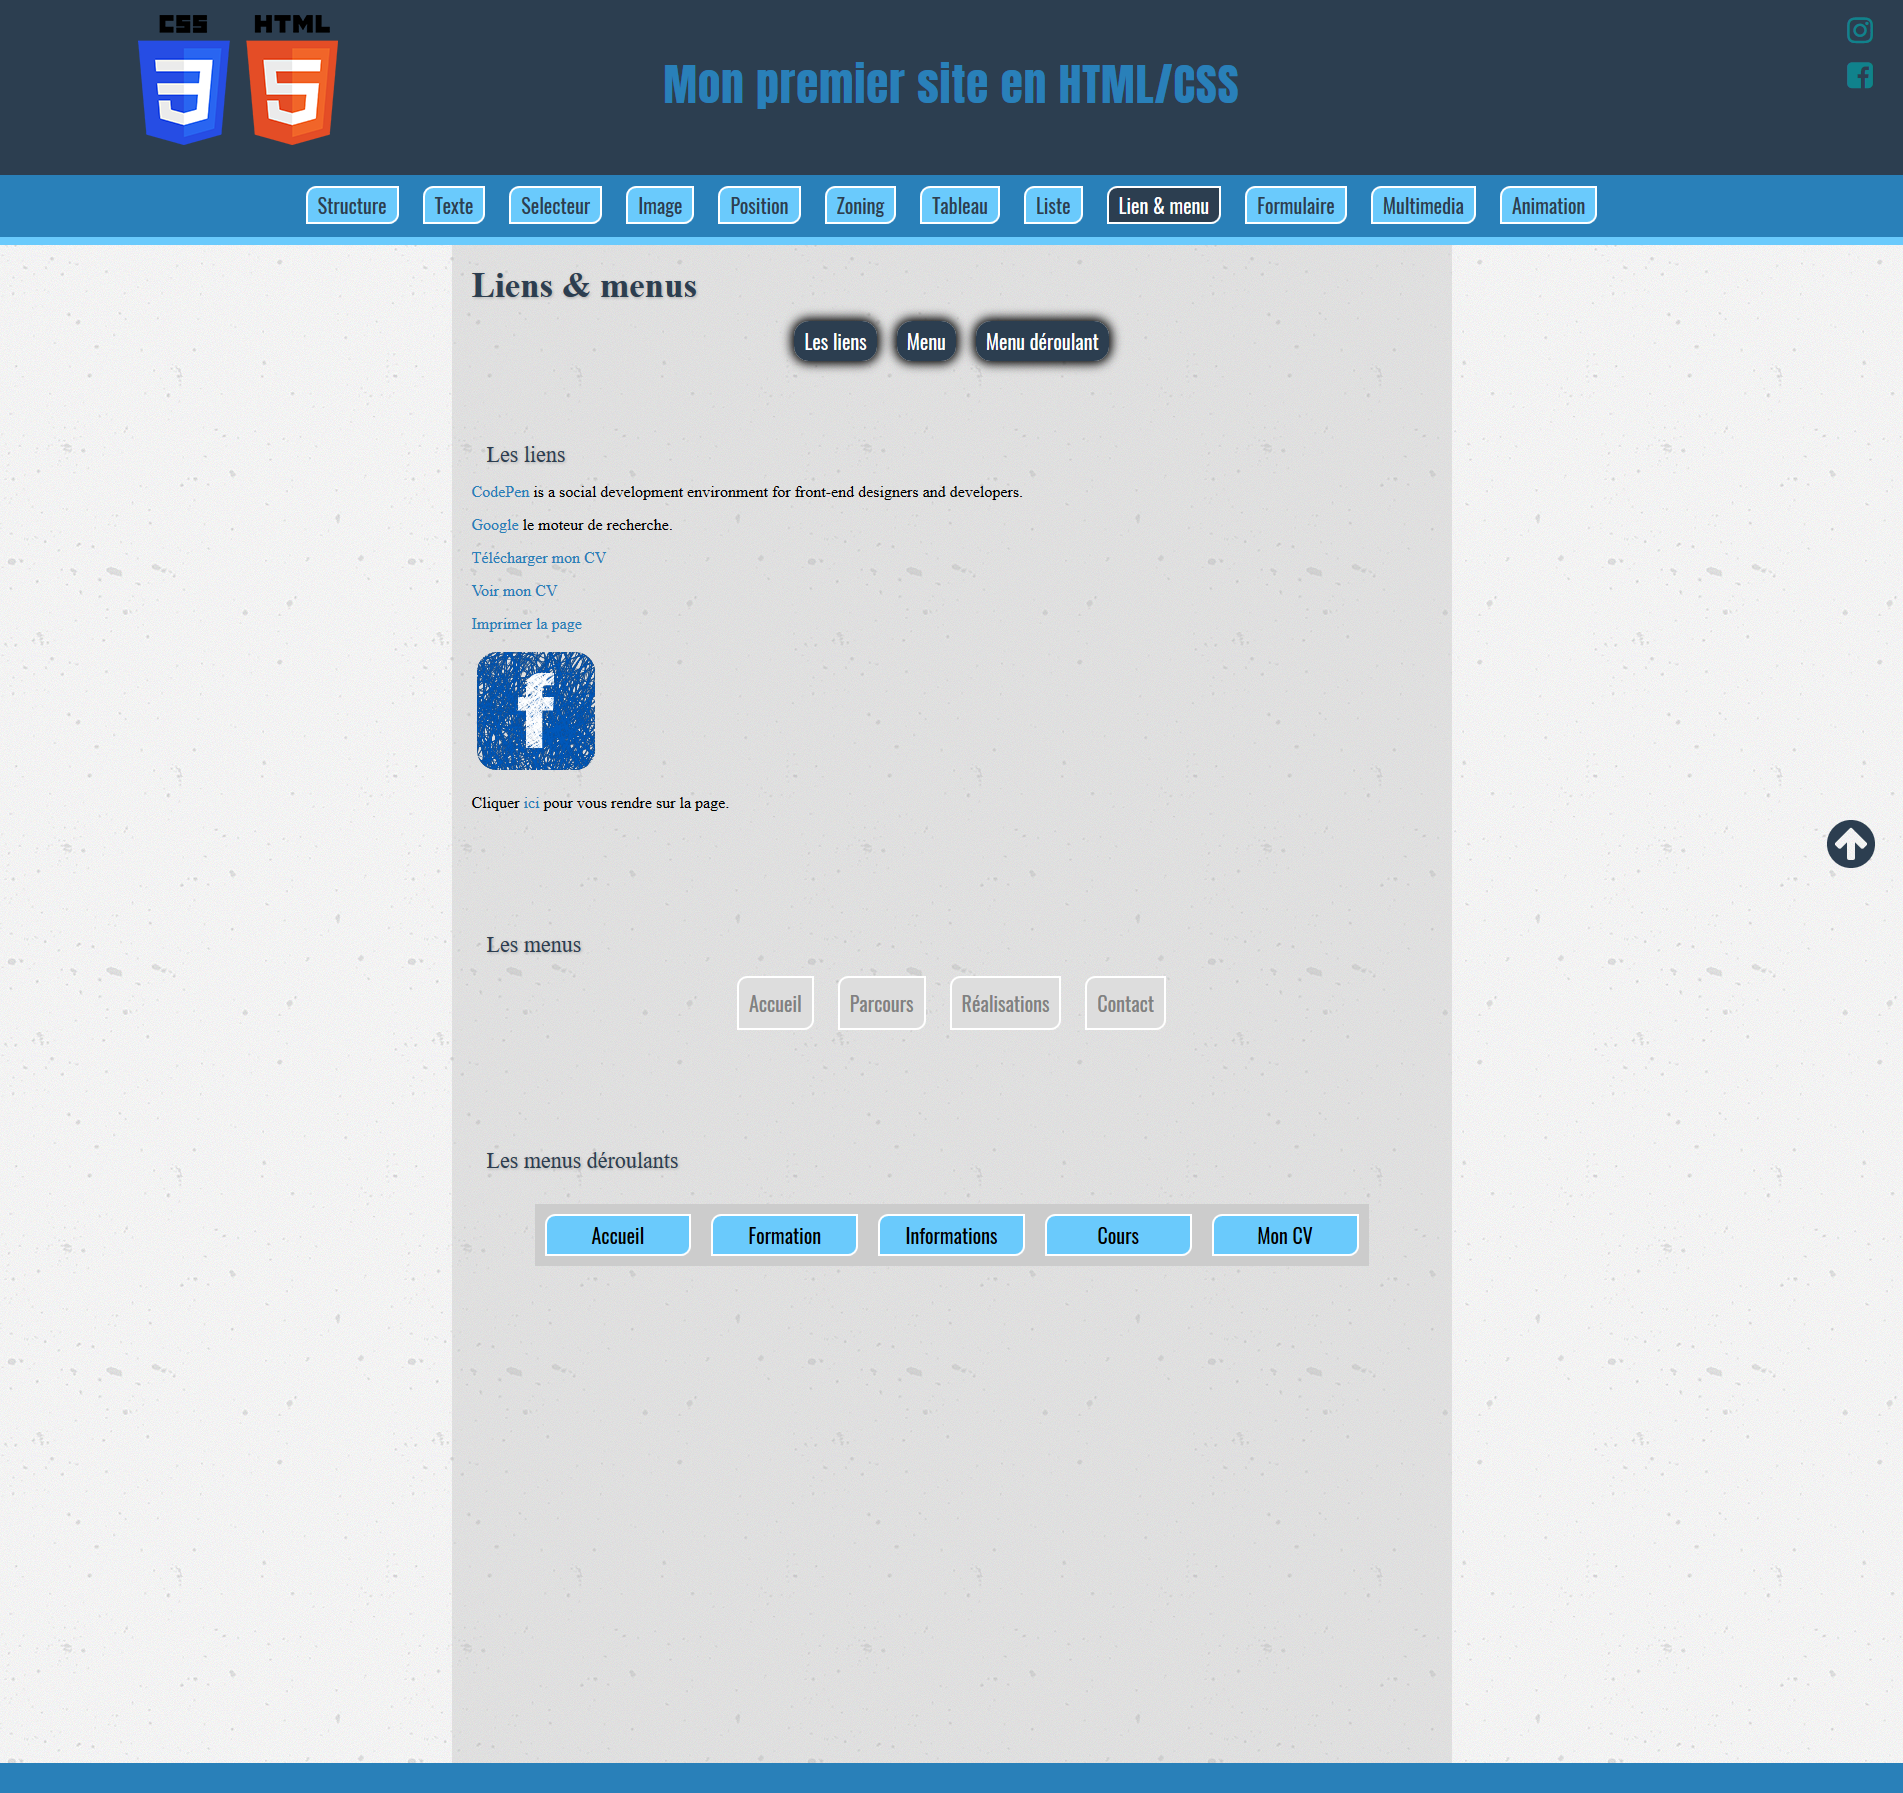 CSS HTML
Mon premier site en HTML/CSS
Structure Texte Selecteur Image Position Zoning Tableau Liste Lien & menu Formulaire Multimedia Animation
Liens & menus
Les liens Menu Menu déroulant
Les liens
CodePen is a social development environment for front-end designers and developers.
Google le moteur de recherche.
Télécharger mon CV
Voir mon CV
Imprimer la page
f
Cliquer ici pour vous rendre sur la page.
Les menus
Accueil Parcours Réalisations Contact
Les menus déroulants
Accueil Formation Informations Cours Mon CV